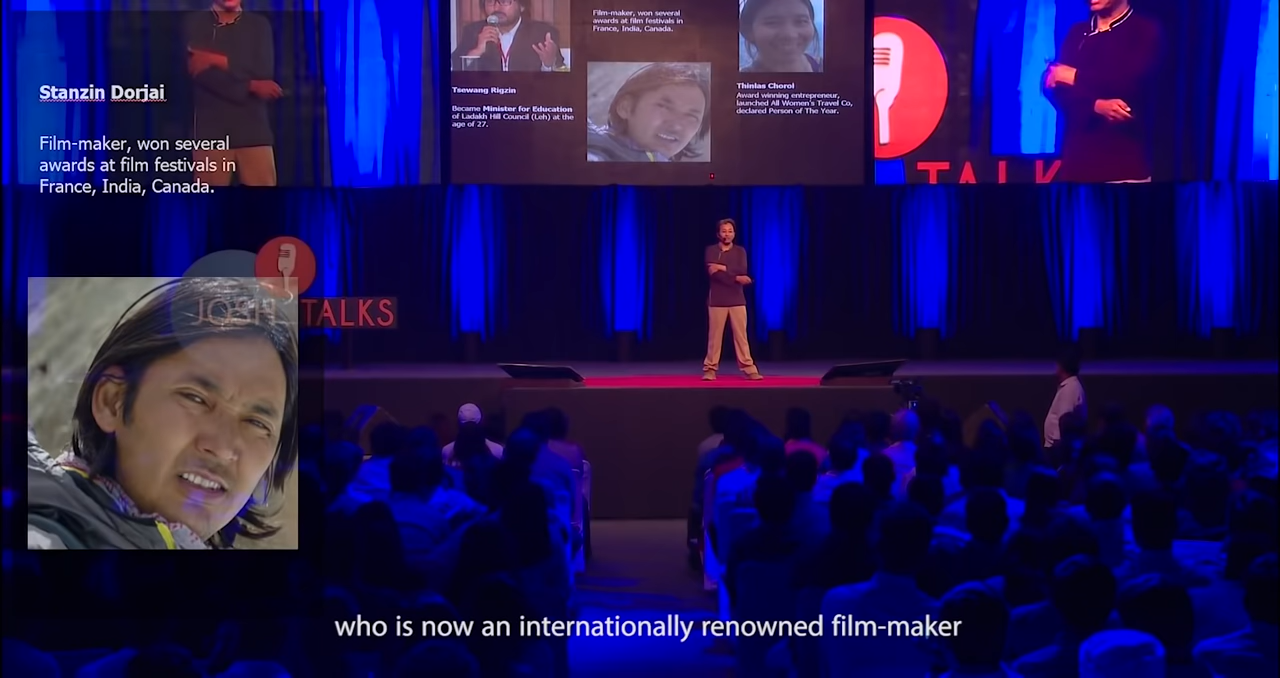 Stanzin Dorjai
Film-maker, won several
awards at film festivals in
France, India, Canada.
Film-maker, won several
awards at film festivals in
France, India, Canada.
Tsewang Rigzin
Became Minister for Education
of Ladakh Hill Council (Leh) at the
age of 27.
Thinlas Chorol
Award winning entrepreneur,
launched All Women's Travel Co,
declared Person of The Year.
TALK
JOSH TALKS
who is now an internationally renowned film-maker